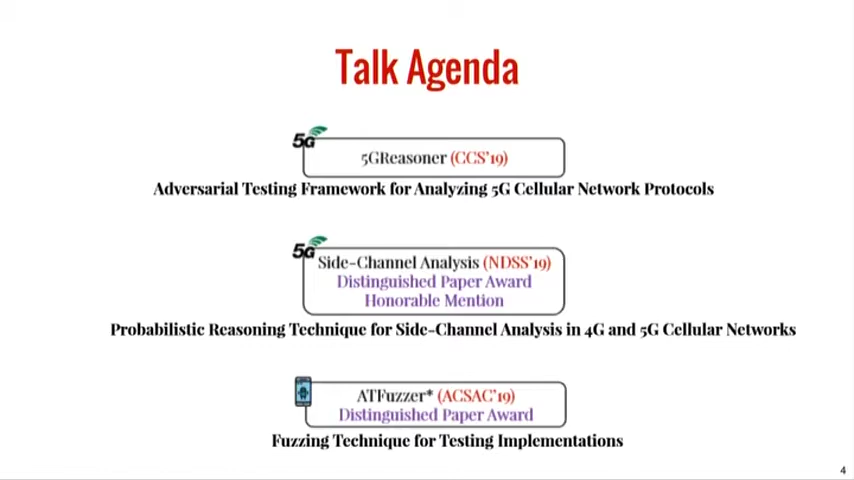 Talk Agenda
5G
5GReasoner (CCS'19)
Adversarial Testing Framework for Analyzing 5G Cellular Network Protocols
5G
Side-Channel Analysis (NDSS'19)
Distinguished Paper Award
Honorable Mention
Probabilistic Reasoning Technique for Side-Channel Analysis in 4G and 5G Cellular Networks
ATFuzzer* (ACSAC'19)
Distinguished Paper Award
Fuzzing Technique for Testing Implementations
4